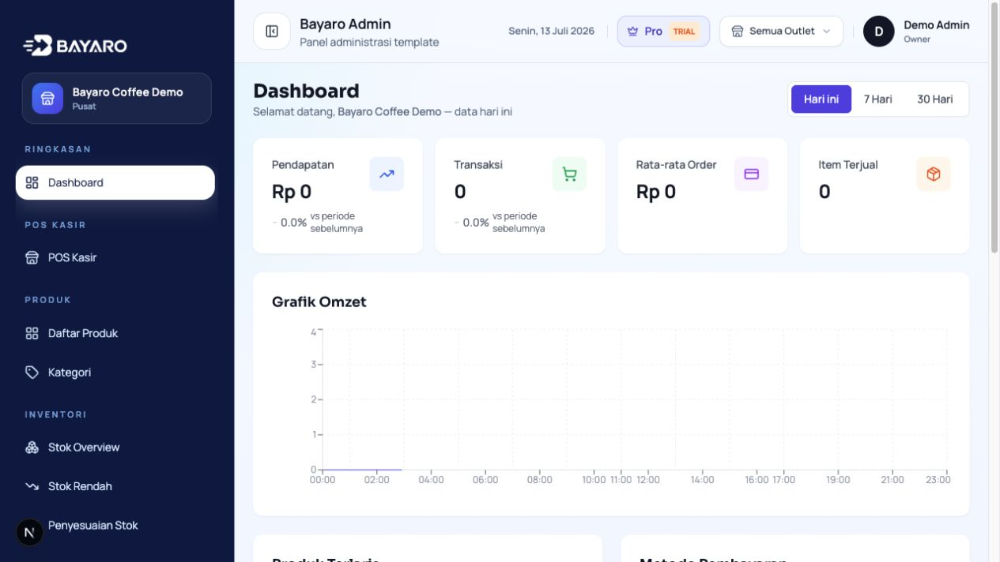 BAYARO
Bayaro Coffee Demo
Pusat
RINGKASAN
Dashboard
POS KASIR
POS Kasir
PRODUK
Daftar Produk
Kategori
INVENTORI
Stok Overview
Stok Rendah
Penyesuaian Stok
N
Bayaro Admin
Panel administrasi template
Senin, 13 Juli 2026
Pro TRIAL
Semua Outlet
D
Demo Admin
Owner
Dashboard
Selamat datang, Bayaro Coffee Demo — data hari ini
Hari ini 7 Hari 30 Hari
Pendapatan
Rp 0
0.0% vs periode
sebelumnya
Transaksi
0
0.0% vs periode
sebelumnya
Rata-rata Order
Rp 0
Item Terjual
0
Grafik Omzet
4
3
2
1
0
00:00 02:00 04:00 06:00 08:00 10:00 11:00 12:00 14:00 16:00 17:00 19:00 21:00 23:00
Produk Terlaris
Metode Pembayaran